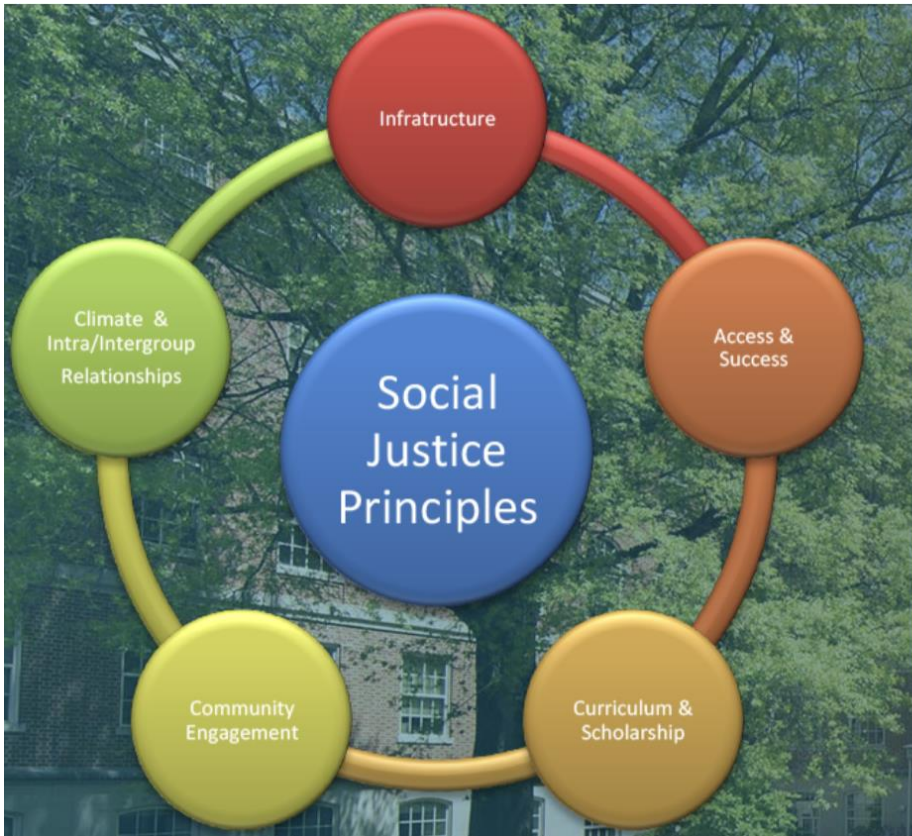 Infratructure
Access &
Success
Curriculum &
Scholarship
Community
Engagement
Climate &
Intra/Intergroup
Relationships
Social
Justice
Principles